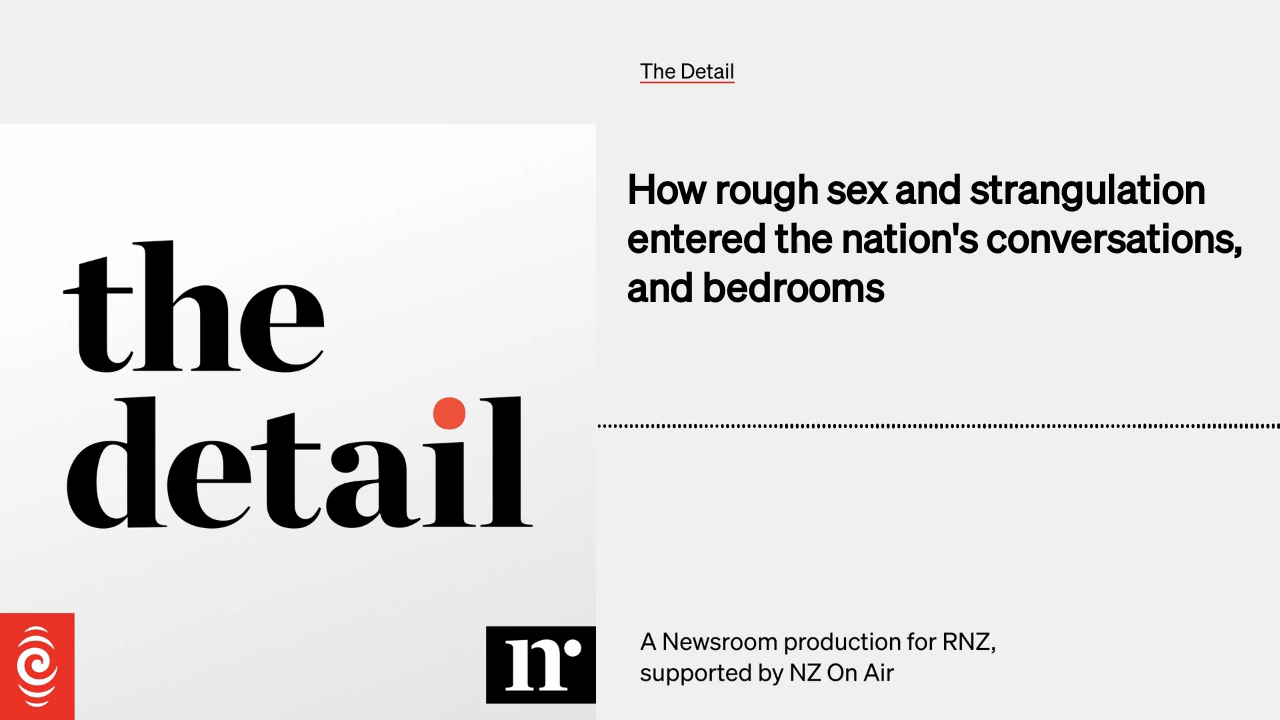 The Detail
How rough sex and strangulation
entered the nation's conversations,
and bedrooms
the
detail
n
A Newsroom production for RNZ,
supported by NZ On Air